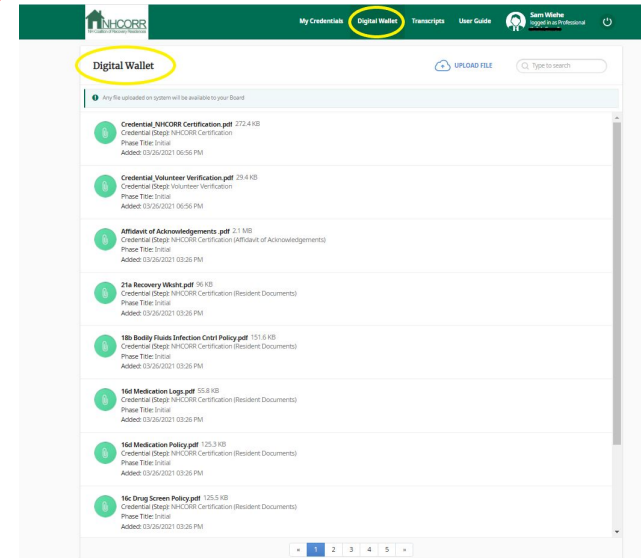 NHCORR
NH Coalition of Recovery Residences
My Credentials
Digital Wallet
Transcripts
User Guide
Sam Wiehe
logged in as Professional
Digital Wallet
UPLOAD FILE
Type to search
Any file uploaded on system will be available to your Board
Credential_NHCORR Certification.pdf 272.4 KB
Credential (Step): NHCORR Certification
Phase Title: Initial
Added: 03/26/2021 06:56 PM
Credential_Volunteer Verification.pdf 29.4 KB
Credential (Step): Volunteer Verification
Phase Title: Initial
Added: 03/26/2021 06:56 PM
Affidavit of Acknowledgements .pdf 2.1 MB
Credential (Step): NHCORR Certification (Affidavit of Acknowledgements)
Phase Title: Initial
Added: 03/26/2021 03:26 PM
21a Recovery Wksht.pdf 96 KB
Credential (Step): NHCORR Certification (Resident Documents)
Phase Title: Initial
Added: 03/26/2021 03:26 PM
18b Bodily Fluids Infection Cntrl Policy.pdf 151.6 KB
Credential (Step): NHCORR Certification (Resident Documents)
Phase Title: Initial
Added: 03/26/2021 03:26 PM
16d Medication Logs.pdf 55.8 KB
Credential (Step): NHCORR Certification (Resident Documents)
Phase Title: Initial
Added: 03/26/2021 03:26 PM
16d Medication Policy.pdf 125.3 KB
Credential (Step): NHCORR Certification (Resident Documents)
Phase Title: Initial
Added: 03/26/2021 03:26 PM
16c Drug Screen Policy.pdf 125.5 KB
Credential (Step): NHCORR Certification (Resident Documents)
Phase Title: Initial
Added: 03/26/2021 03:26 PM
« 1 2 3 4 5 »